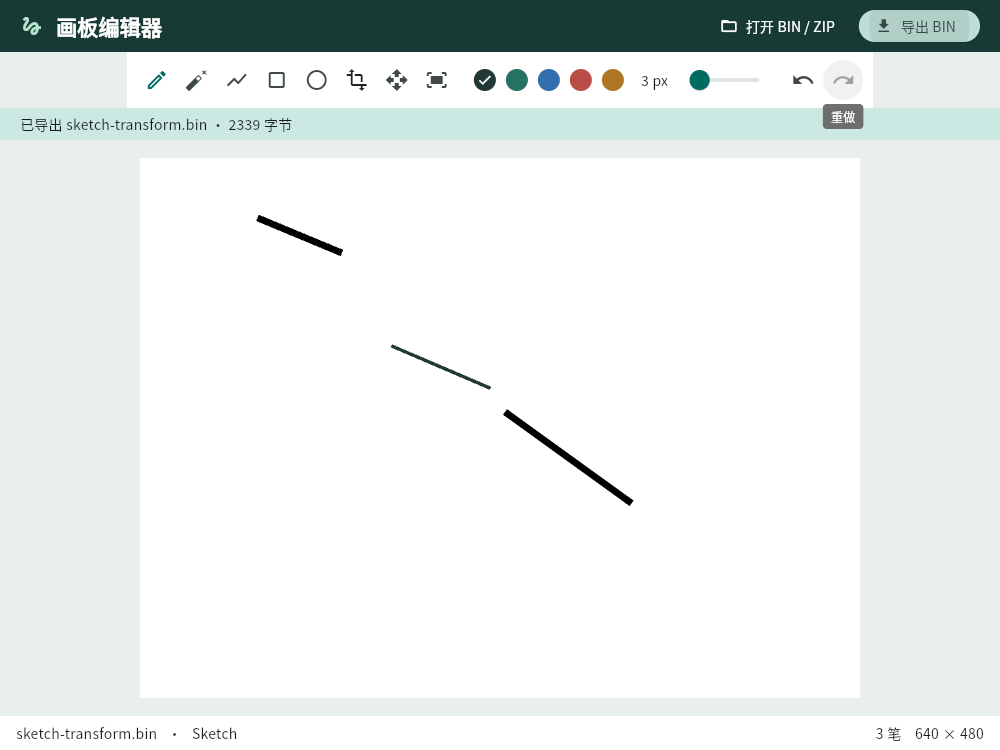 画板编辑器
打开 BIN / ZIP
导出 BIN
3 px
重做
已导出 sketch-transform.bin · 2339 字节
sketch-transform.bin · Sketch
3 笔 640 × 480